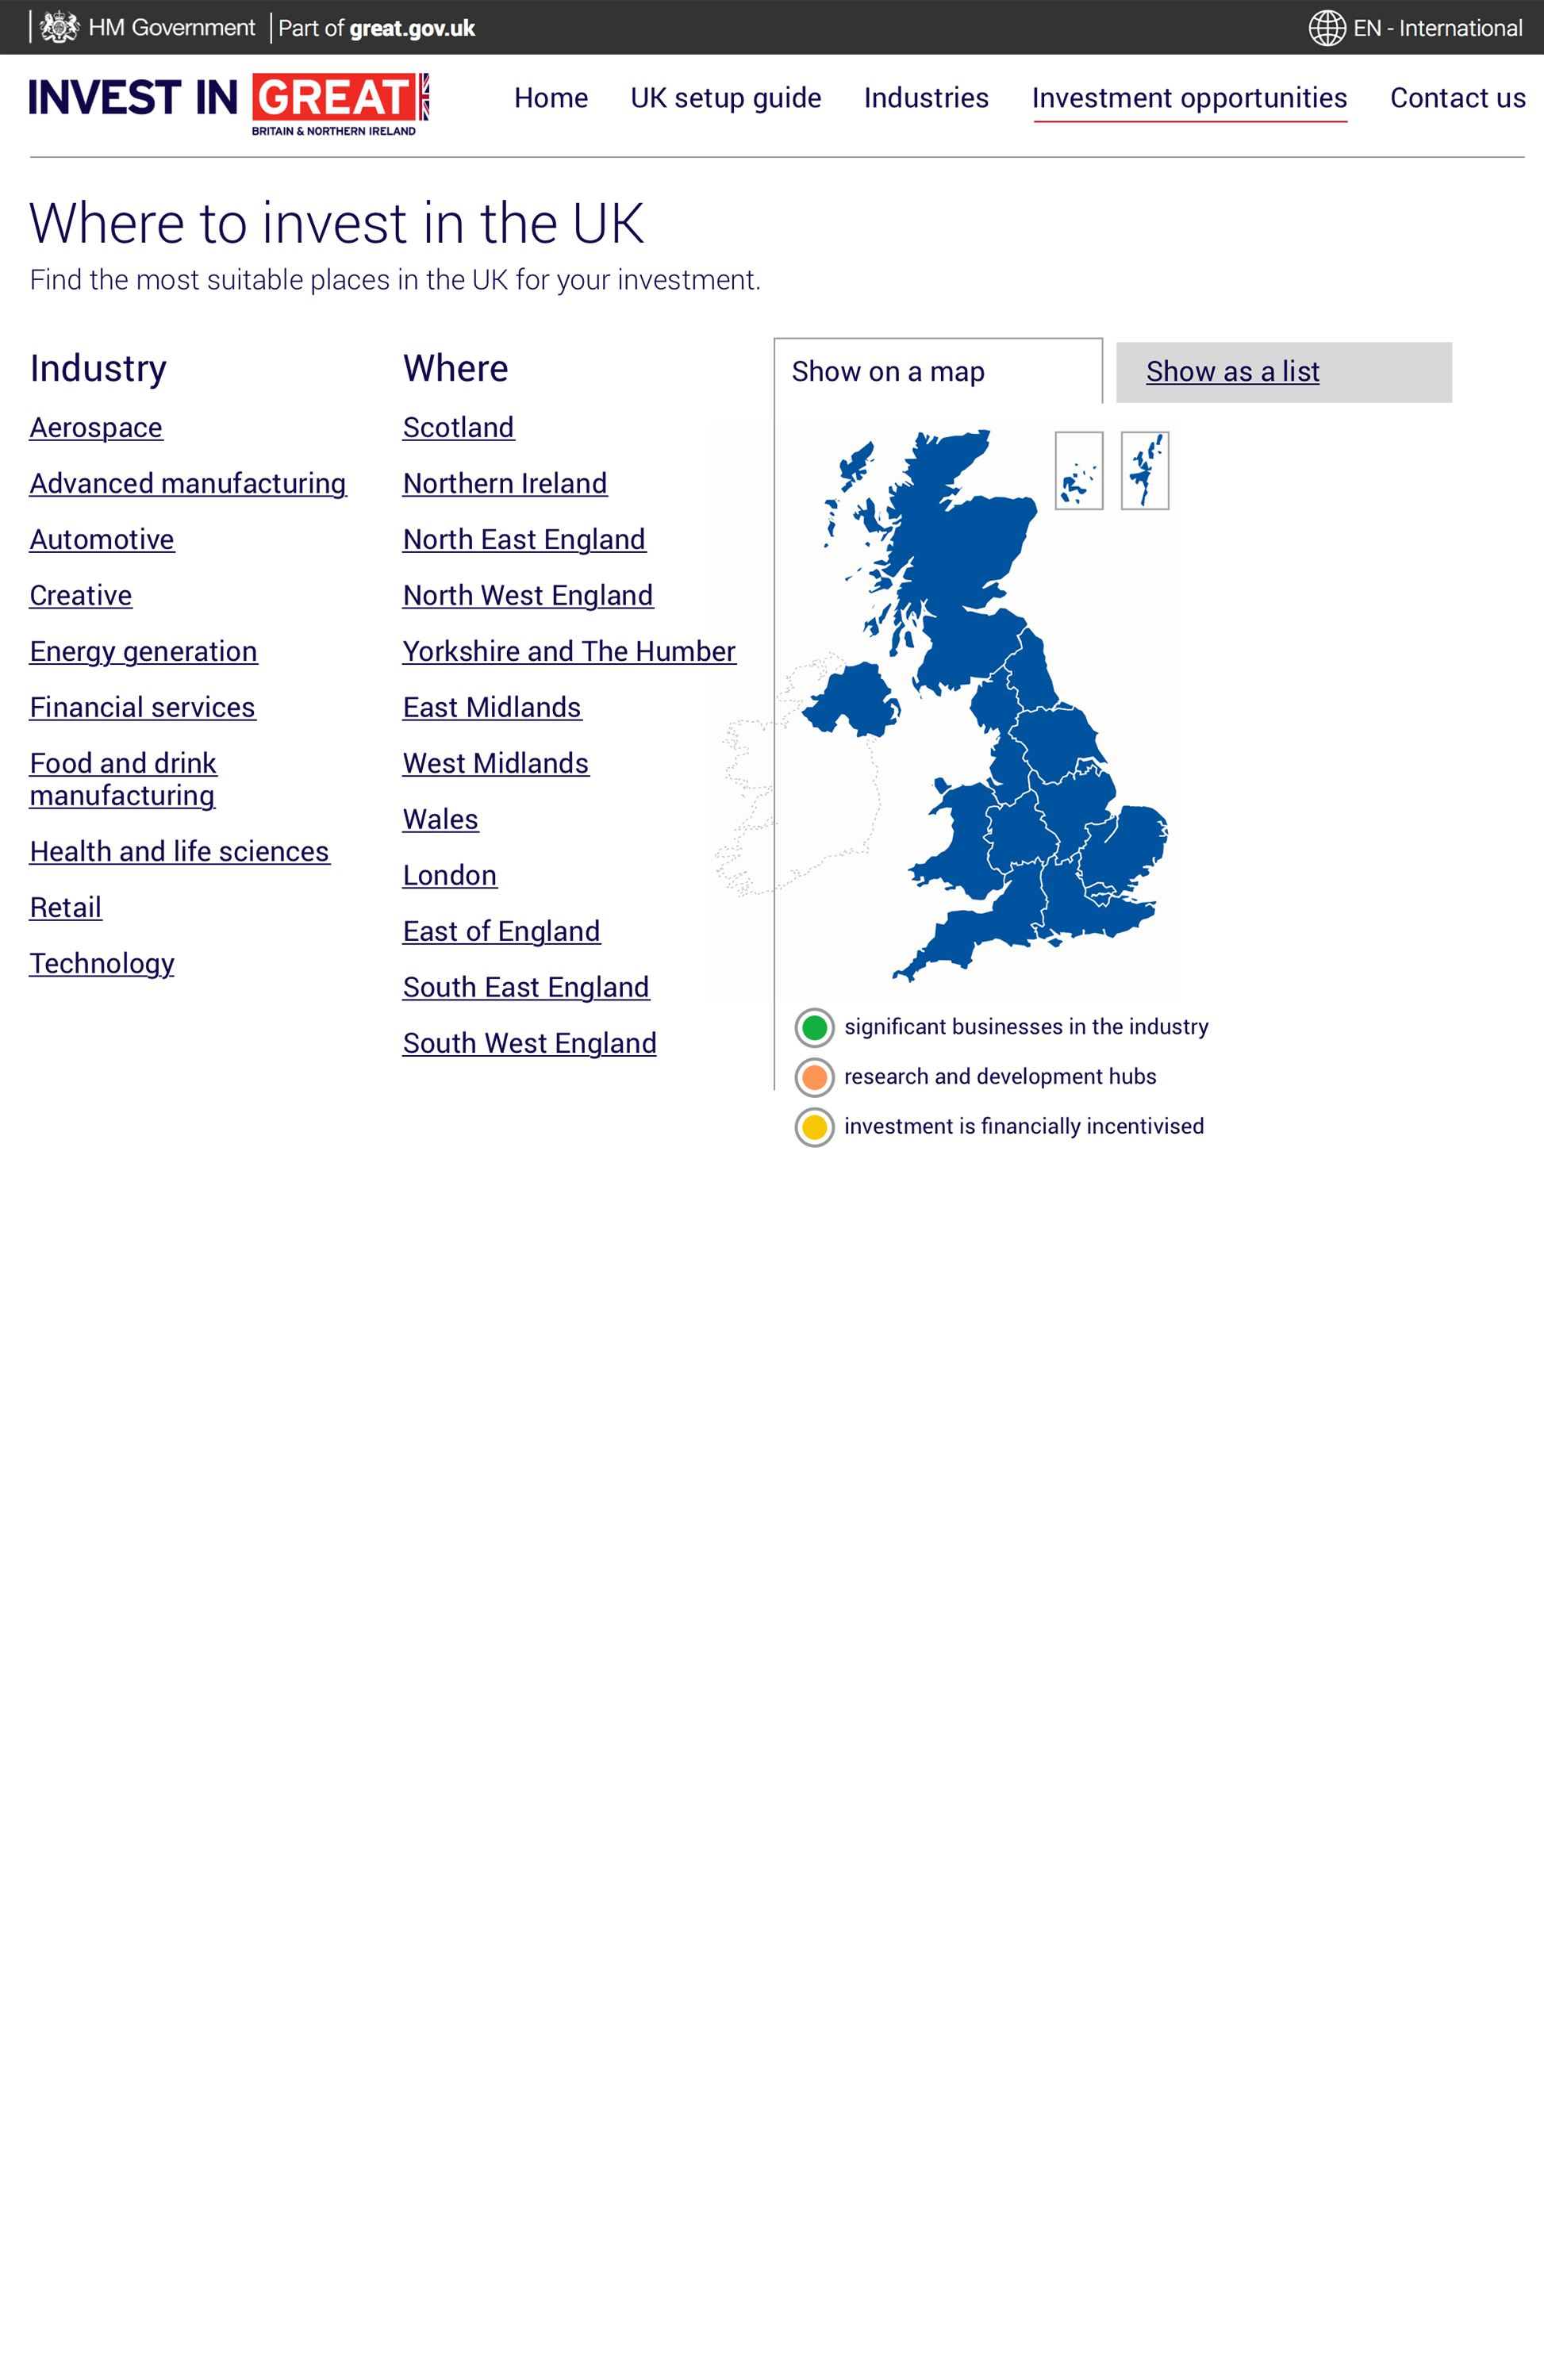 HM Government
Part of great.gov.uk
EN - International
INVEST IN GREAT
BRITAIN & NORTHERN IRELAND
Home
UK setup guide
Industries
Investment opportunities
Contact us
Where to invest in the UK
Find the most suitable places in the UK for your investment.
Industry
Aerospace
Advanced manufacturing
Automotive
Creative
Energy generation
Financial services
Food and drink
manufacturing
Health and life sciences
Retail
Technology
Where
Scotland
Northern Ireland
North East England
North West England
Yorkshire and The Humber
East Midlands
West Midlands
Wales
London
East of England
South East England
South West England
Show on a map
Show as a list
significant businesses in the industry
research and development hubs
investment is financially incentivised